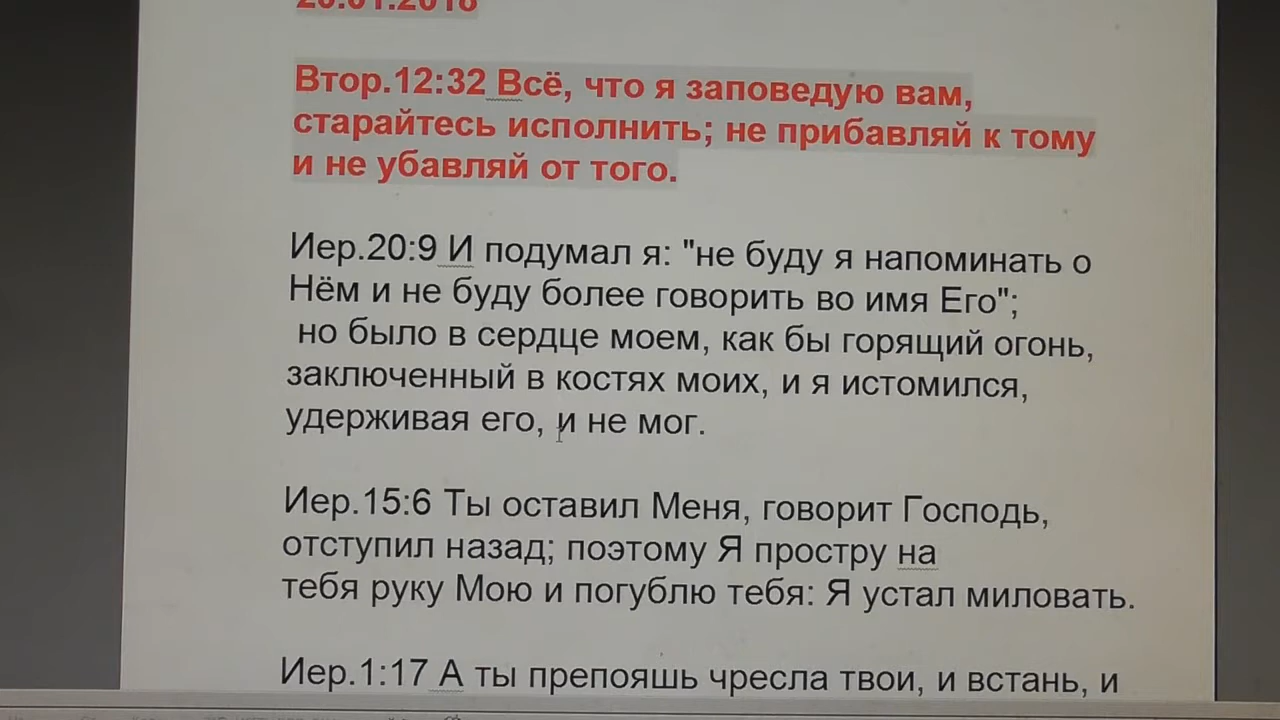 Втор.12:32 Всё, что я заповедую вам,
старайтесь исполнить; не прибавляй к тому
и не убавляй от того.
Иер.20:9 И подумал я: "не буду я напоминать о
Нём и не буду более говорить во имя Его";
но было в сердце моем, как бы горящий огонь,
заключенный в костях моих, и я истомился,
удерживая его, и не мог.
Иер.15:6 Ты оставил Меня, говорит Господь,
отступил назад; поэтому Я простру на
тебя руку Мою и погублю тебя: Я устал миловать.
Иер.1:17 А ты препояшь чресла твои, и встань, и